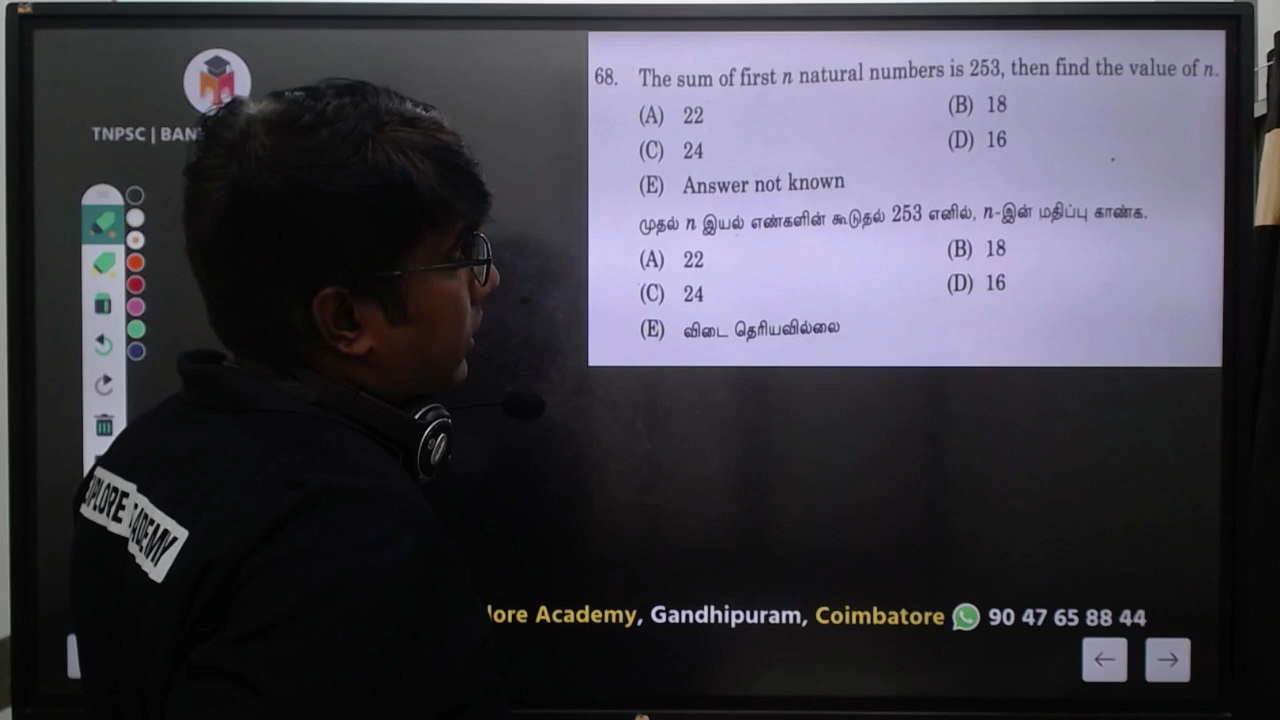 TNPSC | BAN
68. The sum of first n natural numbers is 253, then find the value of n.
(A) 22 (B) 18
(C) 24 (D) 16
(E) Answer not known
முதல் n இயல் எண்களின் கூடுதல் 253 எனில், n-இன் மதிப்பு காண்க.
(A) 22 (B) 18
(C) 24 (D) 16
(E) விடை தெரியவில்லை
PLORE
ADEMY
lore Academy, Gandhipuram, Coimbatore 90 47 65 88 44